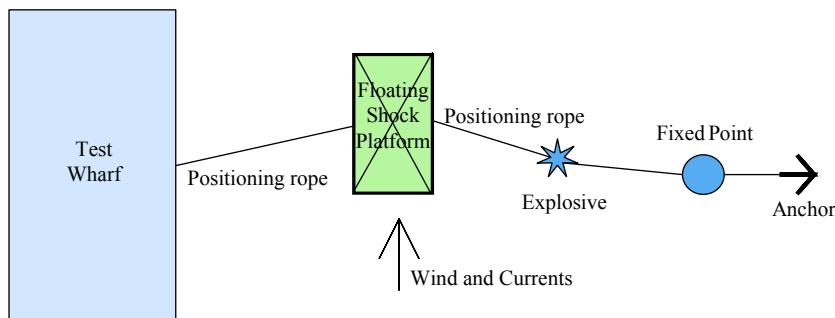 Test
Wharf
Positioning rope
Floating
Shock
Platform
Positioning rope
Explosive
Fixed Point
Anchor
Wind and Currents